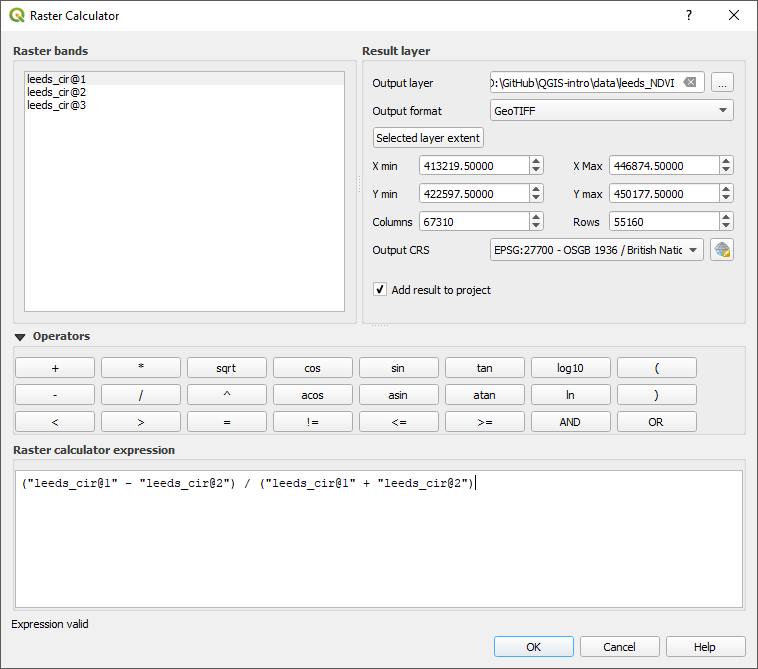 Raster Calculator
?
Raster bands
leeds_cir@1
leeds_cir@2
leeds_cir@3
Result layer
Output layer D:\GitHub\QGIS-intro\data\leeds_NDVI ...
Output format GeoTIFF
Selected layer extent
X min 413219.50000 X Max 446874.50000
Y min 422597.50000 Y max 450177.50000
Columns 67310 Rows 55160
Output CRS EPSG:27700 - OSGB 1936 / British Natic
Add result to project
Operators
+ * sqrt cos sin tan log10 (
- / ^ acos asin atan ln )
< > = != <= >= AND OR
Raster calculator expression
("leeds_cir@1" - "leeds_cir@2") / ("leeds_cir@1" + "leeds_cir@2")
Expression valid
OK Cancel Help